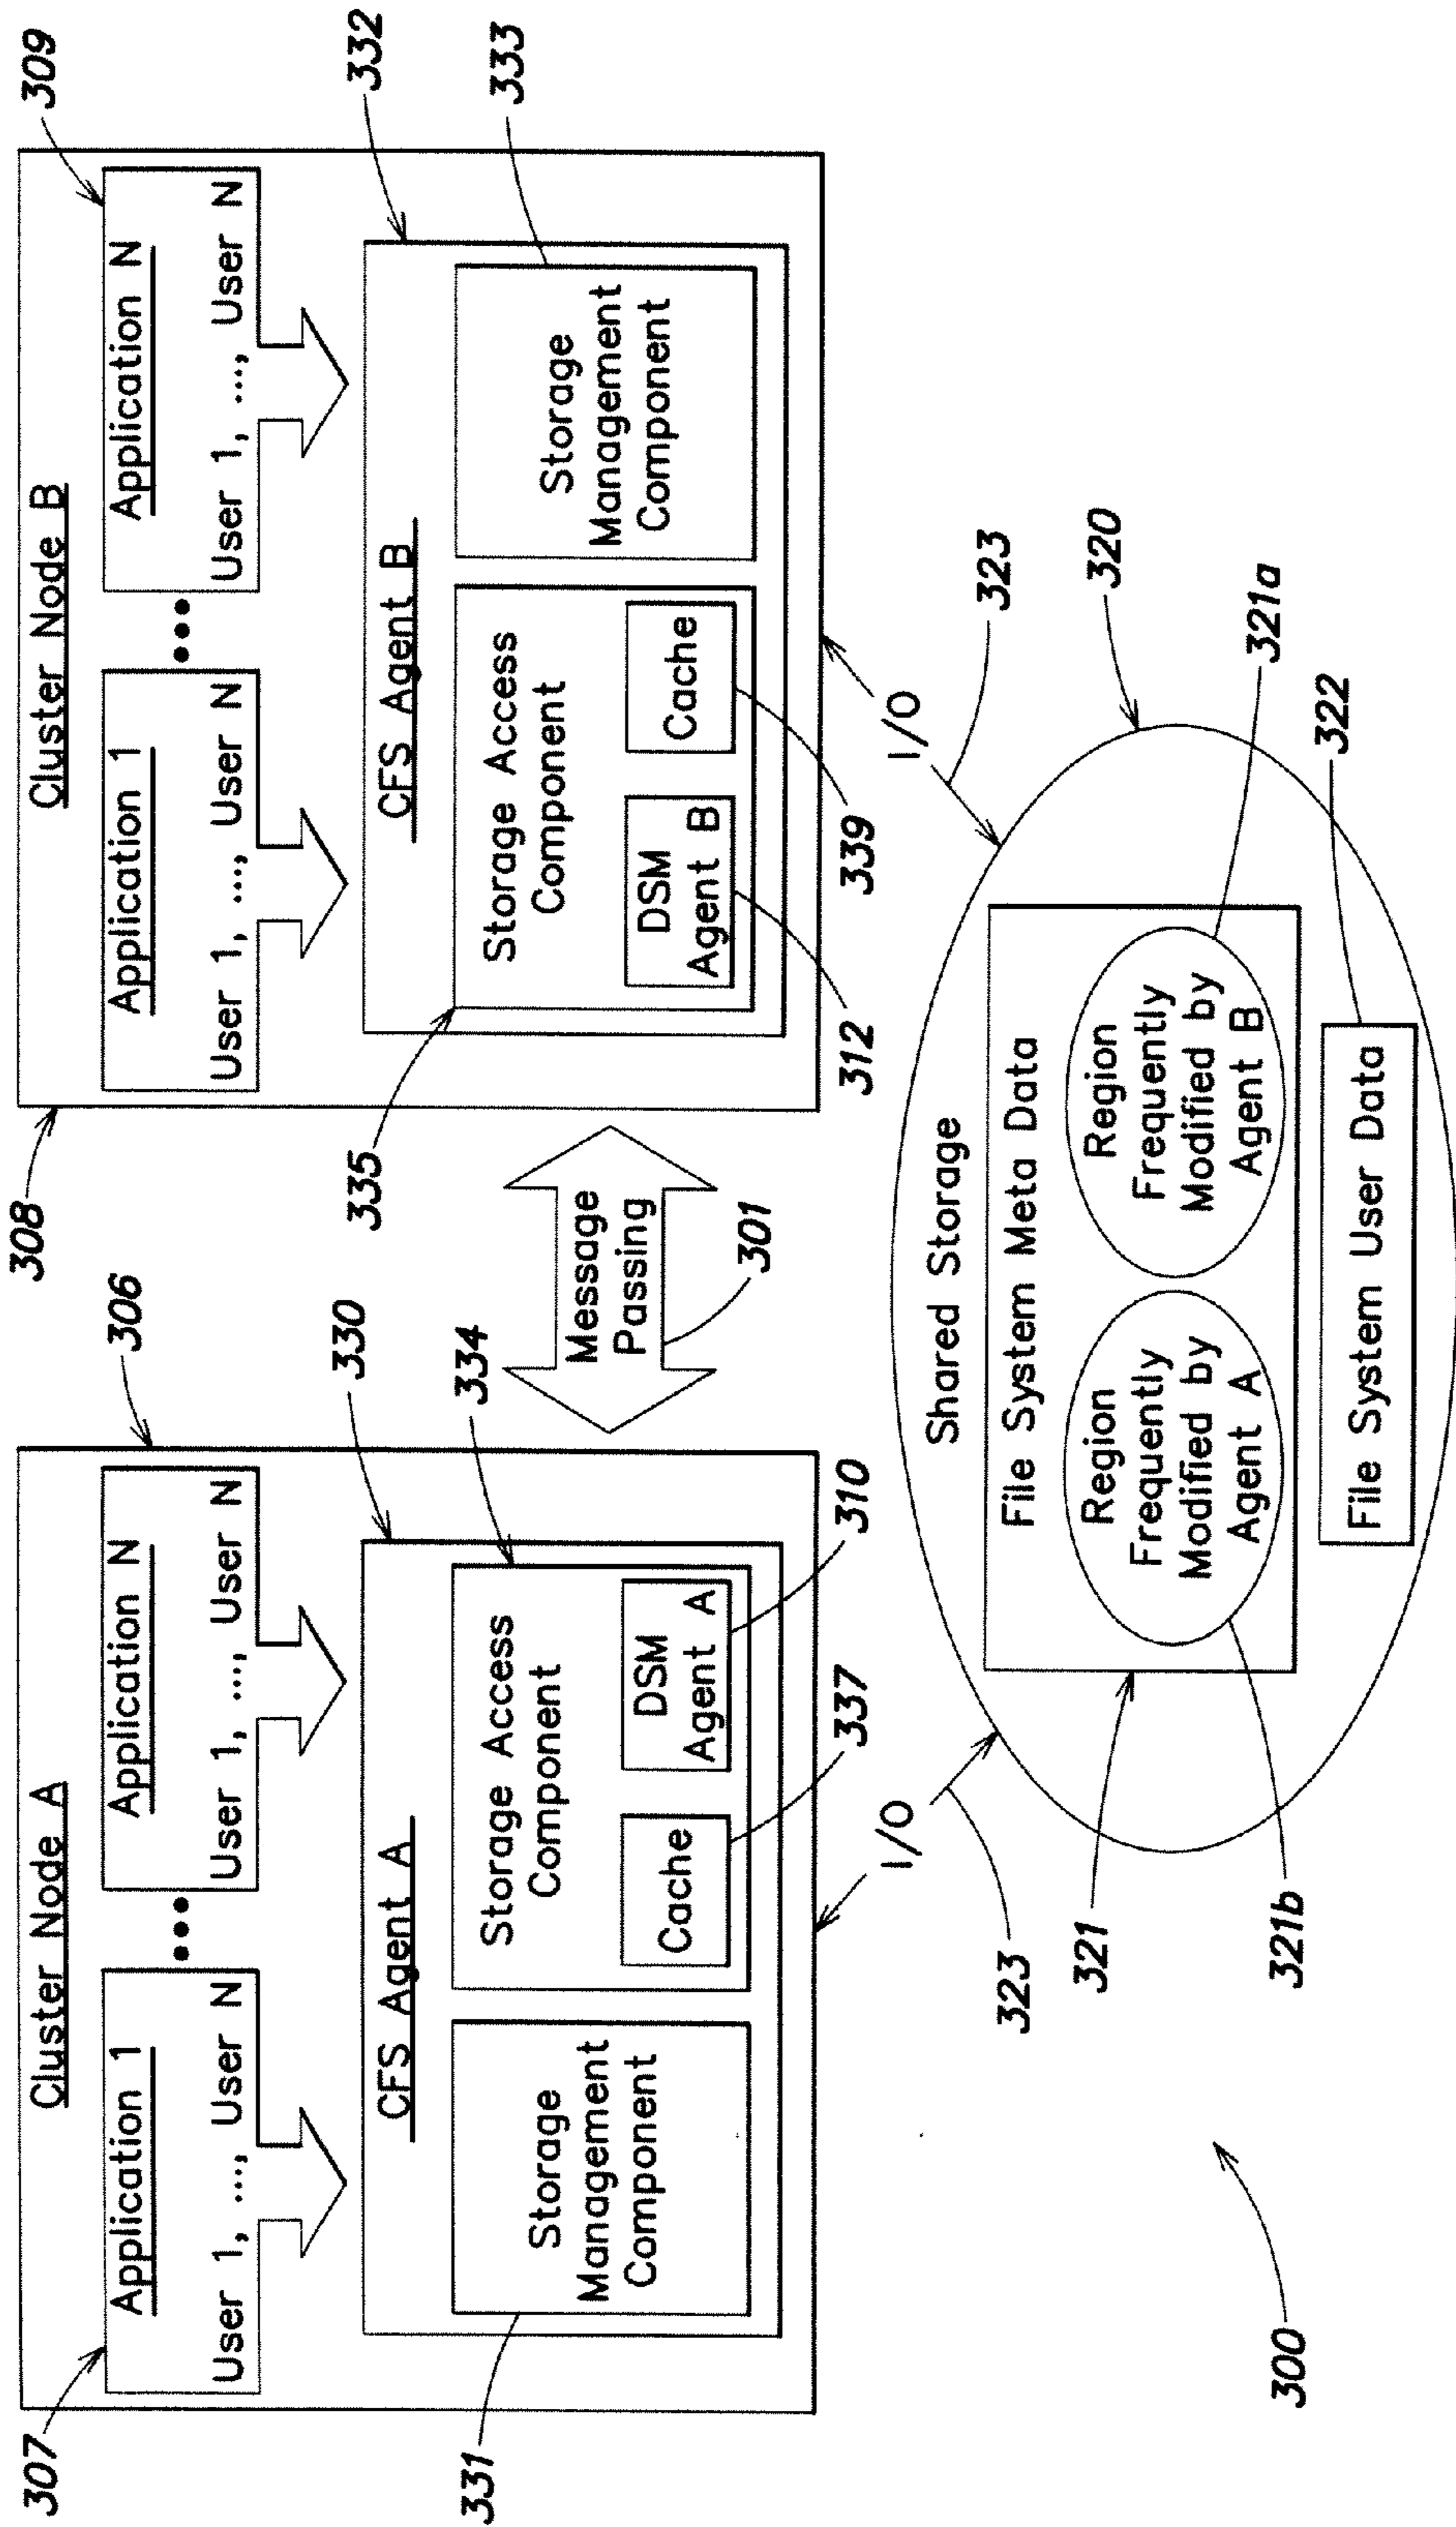 Cluster Node A
306
307
Application 1
User 1, ..., User N
•••
Application N
User 1, ..., User N
CFS Agent A
330
331
Storage
Management
Component
334
Storage Access
Component
Cache
337
DSM
Agent A
310
Message
Passing
301
Cluster Node B
308
Application 1
User 1, ..., User N
•••
Application N
User 1, ..., User N
309
CFS Agent B
332
335
Storage Access
Component
DSM
Agent B
312
Cache
339
Storage
Management
Component
333
I/O
323
I/O
323
Shared Storage
320
File System Meta Data
321
Region
Frequently
Modified by
Agent A
321b
Region
Frequently
Modified by
Agent B
321a
File System User Data
322
300